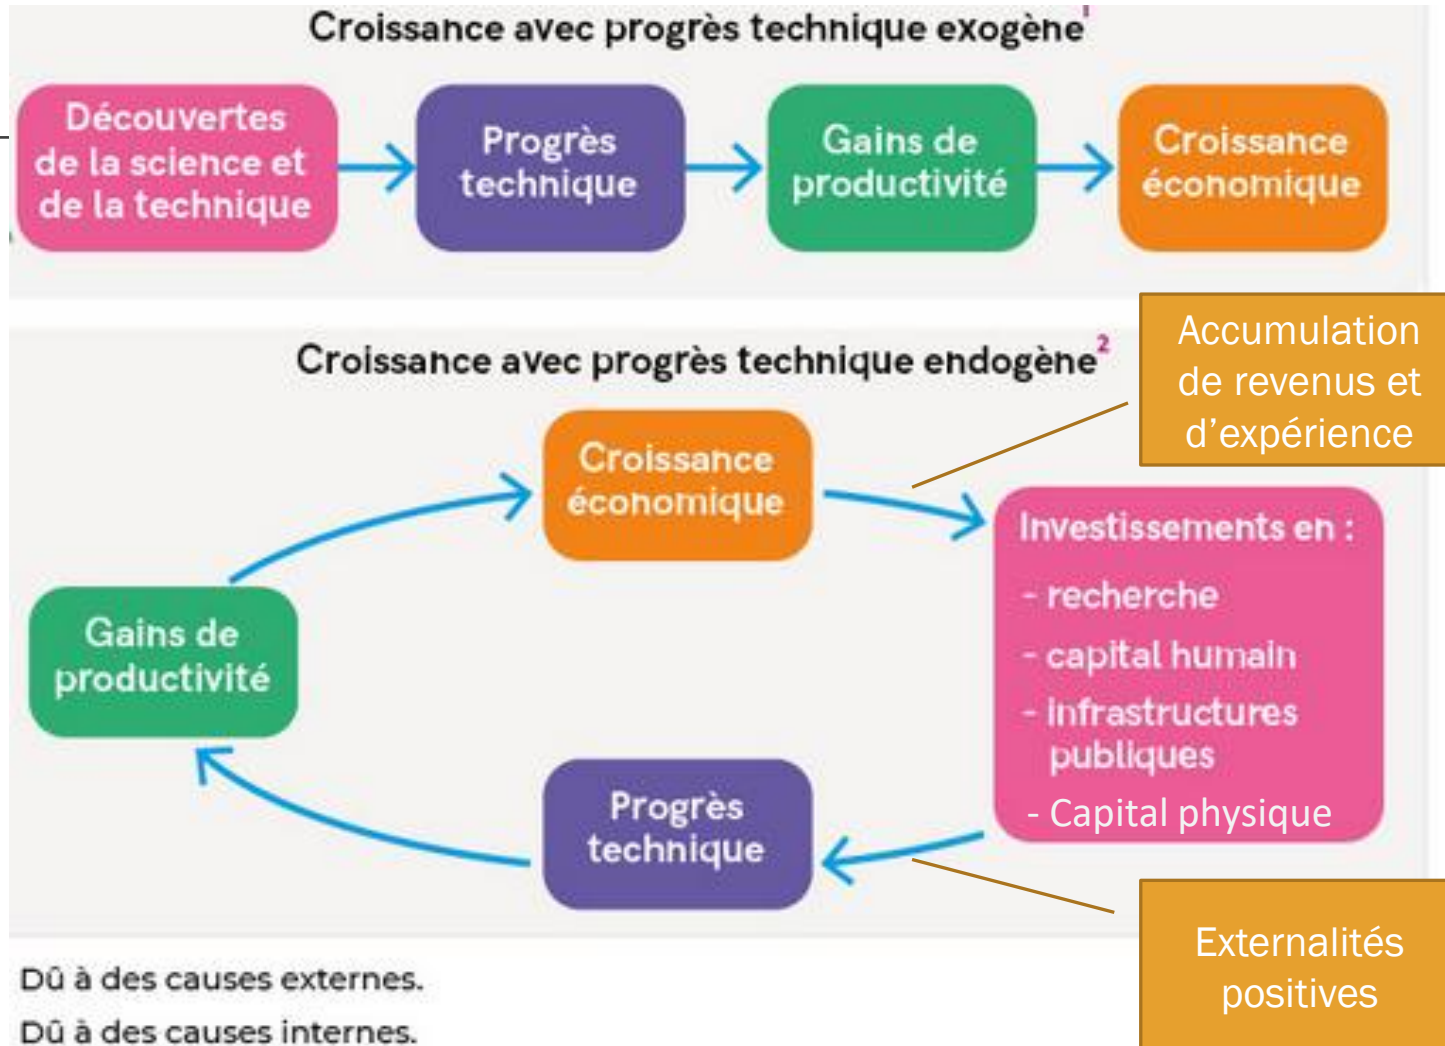 Croissance avec progrès technique exogène¹
Découvertes
de la science et
de la technique
Progrès
technique
Gains de
productivité
Croissance
économique
Croissance avec progrès technique endogène²
Accumulation
de revenus et
d’expérience
Croissance
économique
Investissements en :
- recherche
- capital humain
- infrastructures
publiques
- Capital physique
Gains de
productivité
Progrès
technique
Externalités
positives
Dû à des causes externes.
Dû à des causes internes.